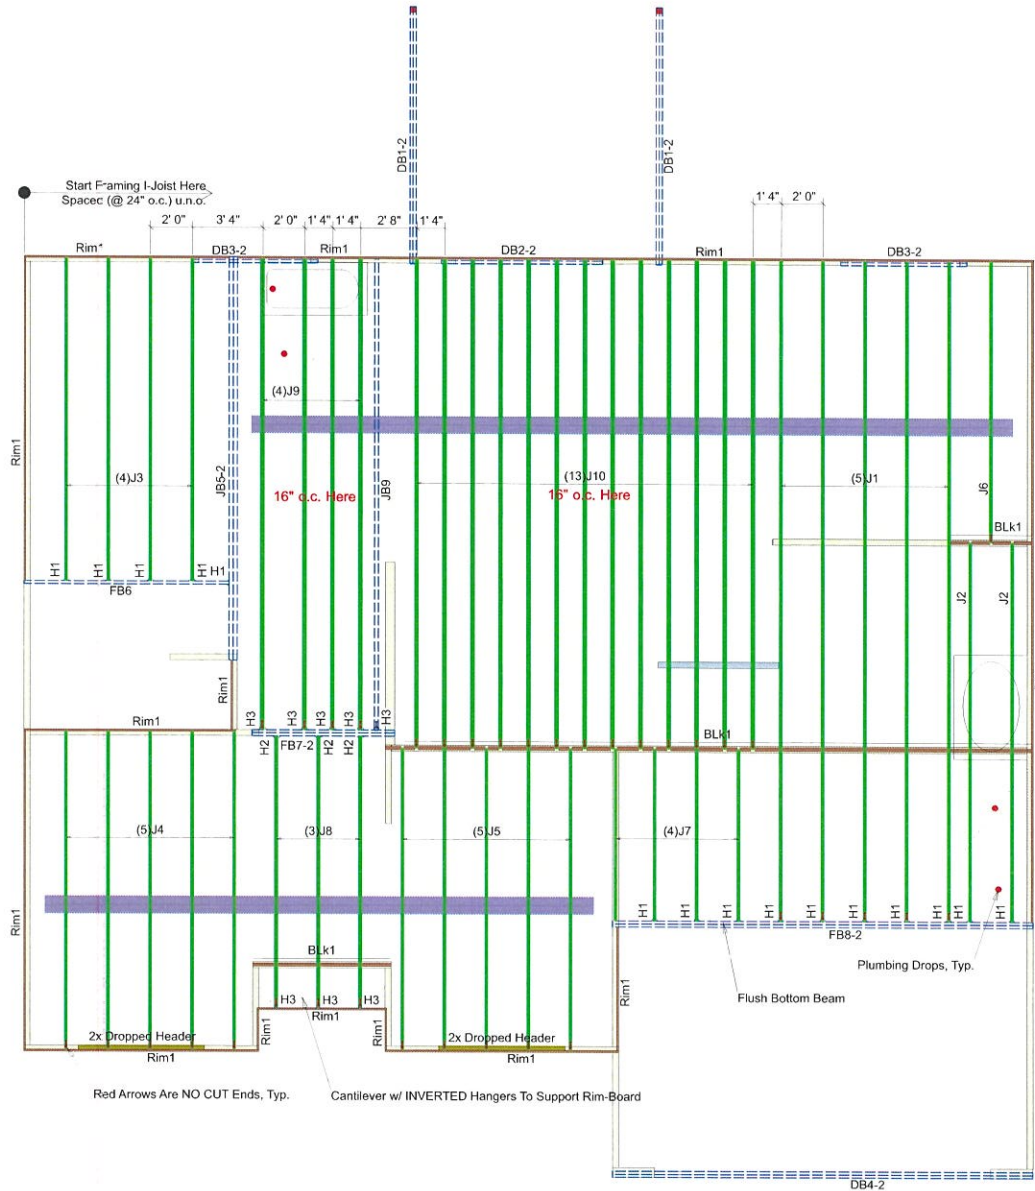 DB1-2
DB1-2
Start Framing I-Joist Here
Spaced (@ 24" o.c.) u.n.o.
2' 0"
3' 4"
2' 0"
1' 4"
1' 4"
2' 8"
1' 4"
1' 4"
2' 0"
Rim"
DB3-2
Rim1
DB2-2
Rim1
DB3-2
(4)J9
Rim1
(4)J3
JB5-2
16" o.c. Here
JB9
(13)J10
16" o.c. Here
(5)J1
J6
BLk1
H1
H1
H1
H1
H1
FB6
J2
J2
Rim1
Rim1
H3
H3
H3
H3
H3
H2
FB7-2
H2
H2
BLk1
(5)J4
(3)J8
(5)J5
(4)J7
Rim1
H1
H1
H1
H1
H1
H1
H1
H1
H1
H1
FB8-2
Plumbing Drops, Typ.
BLk1
Flush Bottom Beam
Rim1
H3
H3
H3
Rim1
Rim1
Rim1
2x Dropped Header
Rim1
2x Dropped Header
Rim1
Red Arrows Are NO CUT Ends, Typ.
Cantilever w/ INVERTED Hangers To Support Rim-Board
DB4-2